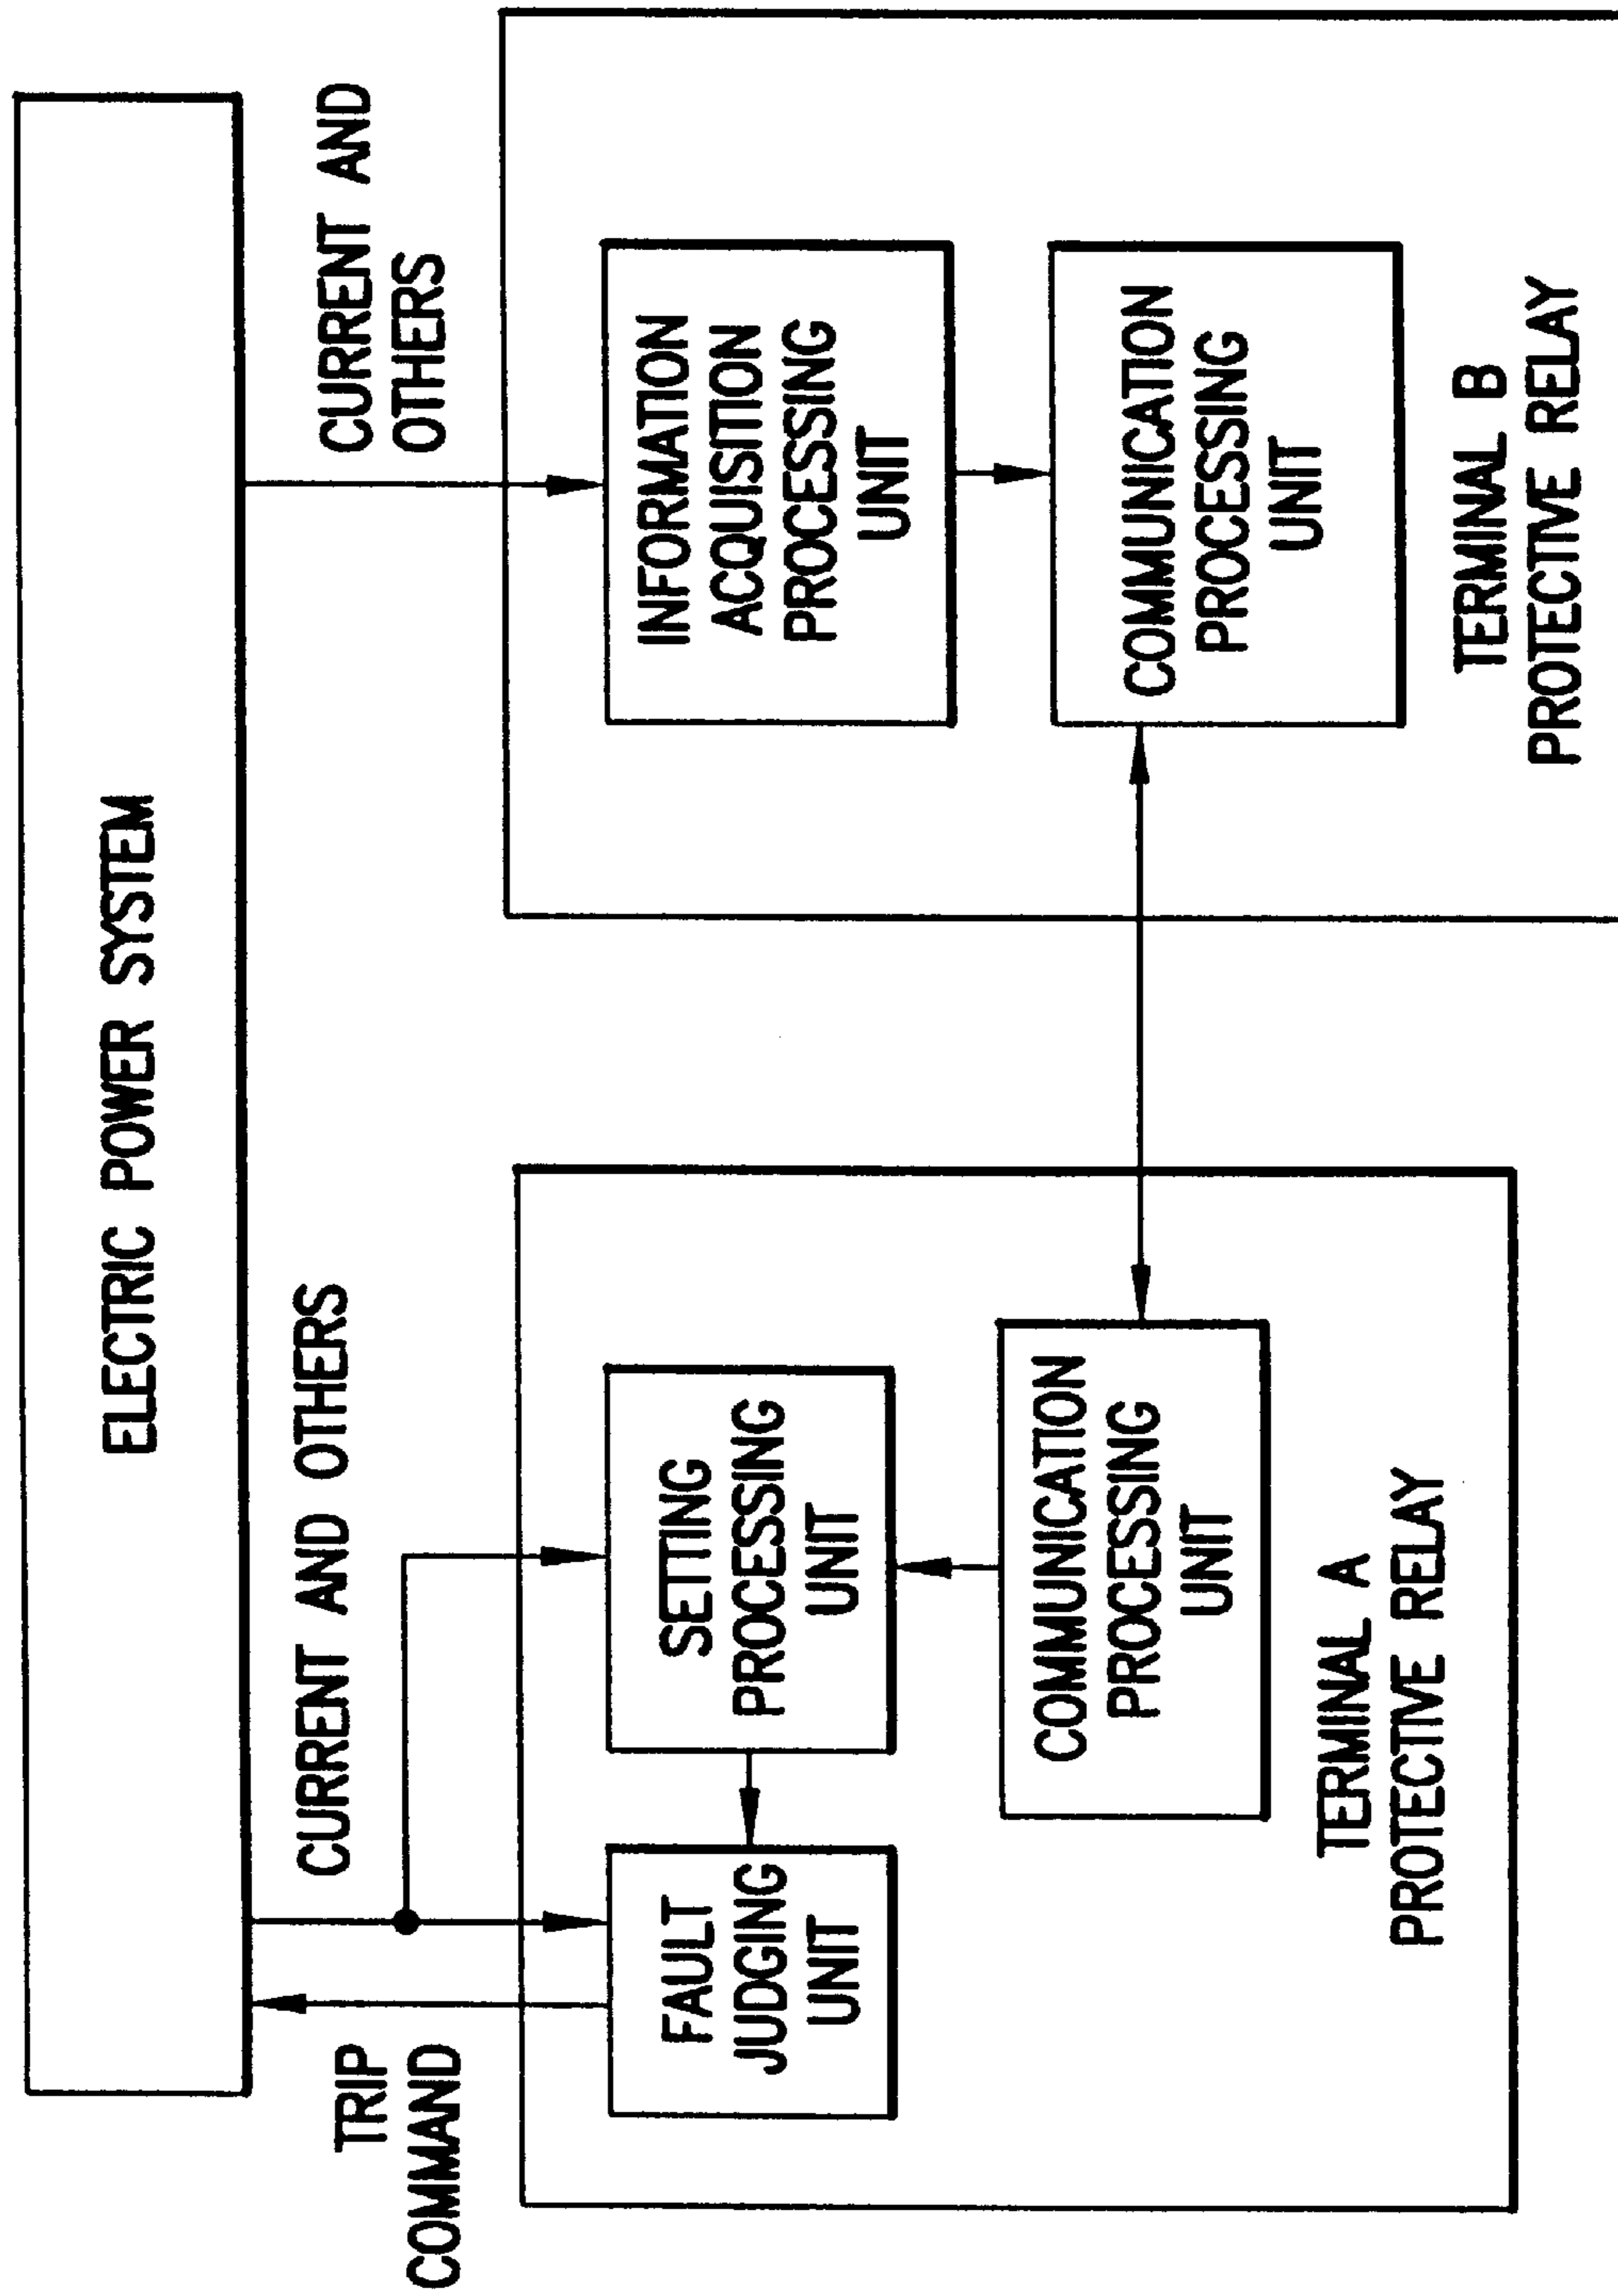 ELECTRIC POWER SYSTEM
TRIP
COMMAND
CURRENT AND OTHERS
CURRENT AND
OTHERS
FAULT
JUDGING
UNIT
SETTING
PROCESSING
UNIT
COMMUNICATION
PROCESSING
UNIT
TERMINAL A
PROTECTIVE RELAY
INFORMATION
ACQUISITION
PROCESSING
UNIT
COMMUNICATION
PROCESSING
UNIT
TERMINAL B
PROTECTIVE RELAY